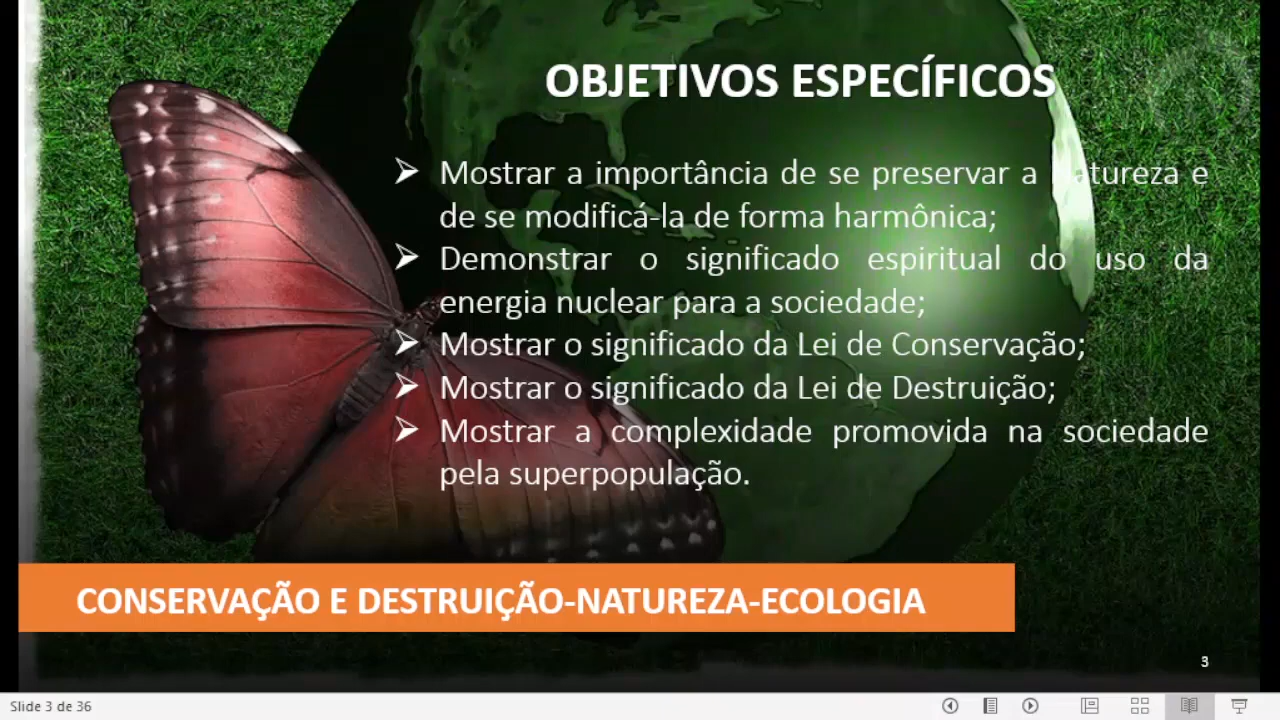 OBJETIVOS ESPECÍFICOS
Mostrar a importância de se preservar a natureza e
de se modificá-la de forma harmônica;
Demonstrar o significado espiritual do uso da
energia nuclear para a sociedade;
Mostrar o significado da Lei de Conservação;
Mostrar o significado da Lei de Destruição;
Mostrar a complexidade promovida na sociedade
pela superpopulação.
CONSERVAÇÃO E DESTRUIÇÃO-NATUREZA-ECOLOGIA
3
Slide 3 de 36